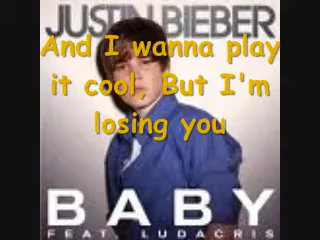 JUSTIN BIEBER
And I wanna play
it cool, But I'm
losing you
BABY
FEAT. LUDACRIS